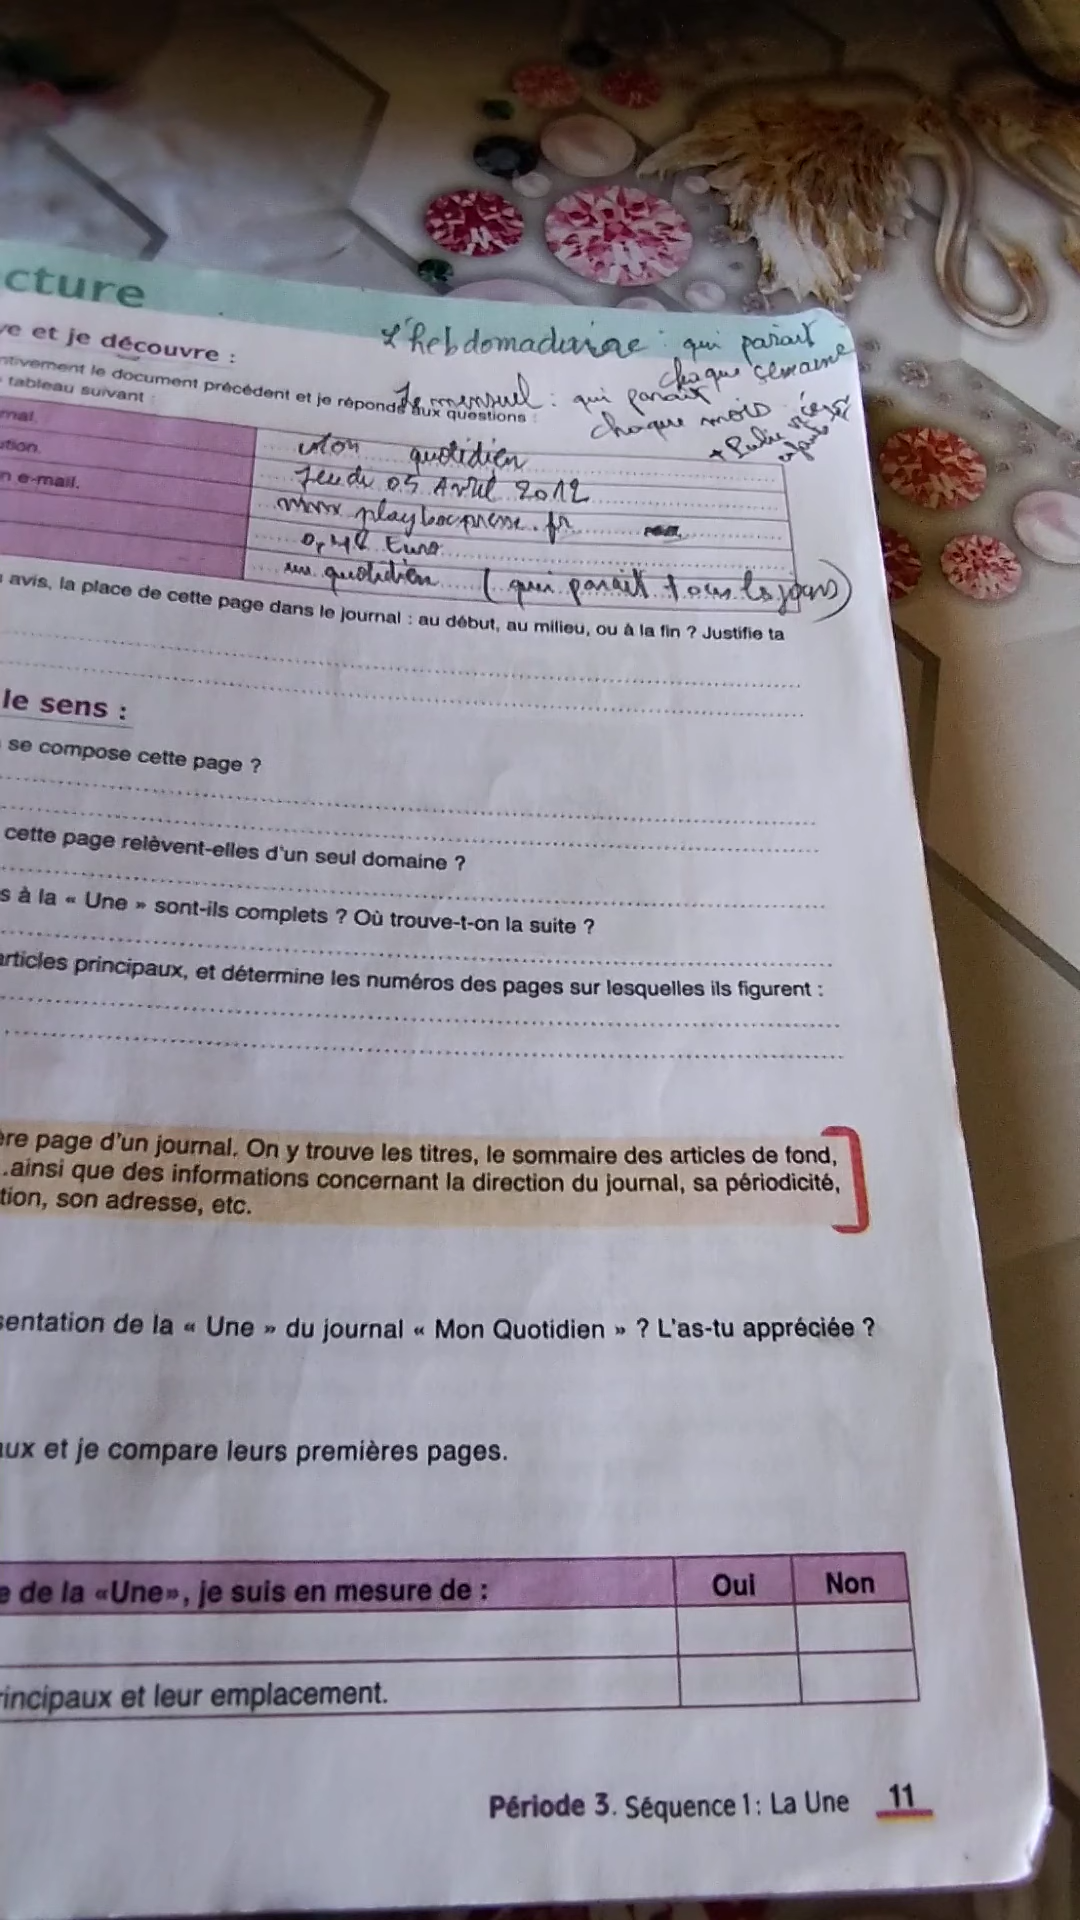 cture
L'hebdomadaire : qui parait
chaque semaine
ve et je découvre :
ntivement le document précédent et je réponds aux questions :
Le mensuel : qui parait
chaque mois
tableau suivant :
rnal.
Mon quotidien
ution.
Jeudi 05 Avril 2012
n e-mail.
www.playbacpresse.fr
Euro
un quotidien (qui parait tous les jours)
avis, la place de cette page dans le journal : au début, au milieu, ou à la fin ? Justifie ta
le sens :
se compose cette page ?
cette page relèvent-elles d'un seul domaine ?
s à la « Une » sont-ils complets ? Où trouve-t-on la suite ?
articles principaux, et détermine les numéros des pages sur lesquelles ils figurent :
ère page d'un journal. On y trouve les titres, le sommaire des articles de fond,
.ainsi que des informations concernant la direction du journal, sa périodicité,
tion, son adresse, etc.
sentation de la « Une » du journal « Mon Quotidien » ? L'as-tu appréciée ?
aux et je compare leurs premières pages.
e de la «Une», je suis en mesure de : Oui Non
rincipaux et leur emplacement.
Période 3. Séquence 1: La Une 11